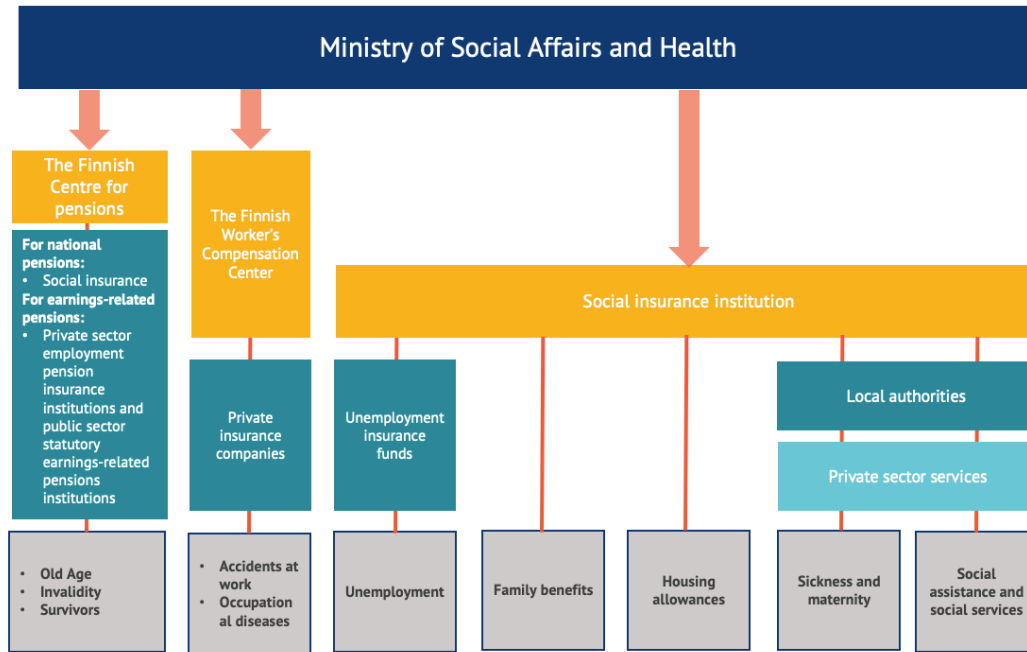 Ministry of Social Affairs and Health
The Finnish
Centre for
pensions
For national
pensions:
• Social insurance
For earnings-related
pensions:
• Private sector
employment
pension
insurance
institutions and
public sector
statutory
earnings-related
pensions
institutions
• Old Age
• Invalidity
• Survivors
The Finnish
Worker's
Compensation
Center
Private
insurance
companies
• Accidents at
work
• Occupation
al diseases
Social insurance institution
Unemployment
insurance
funds
Unemployment
Family benefits
Housing
allowances
Local authorities
Private sector services
Sickness and
maternity
Social
assistance and
social services